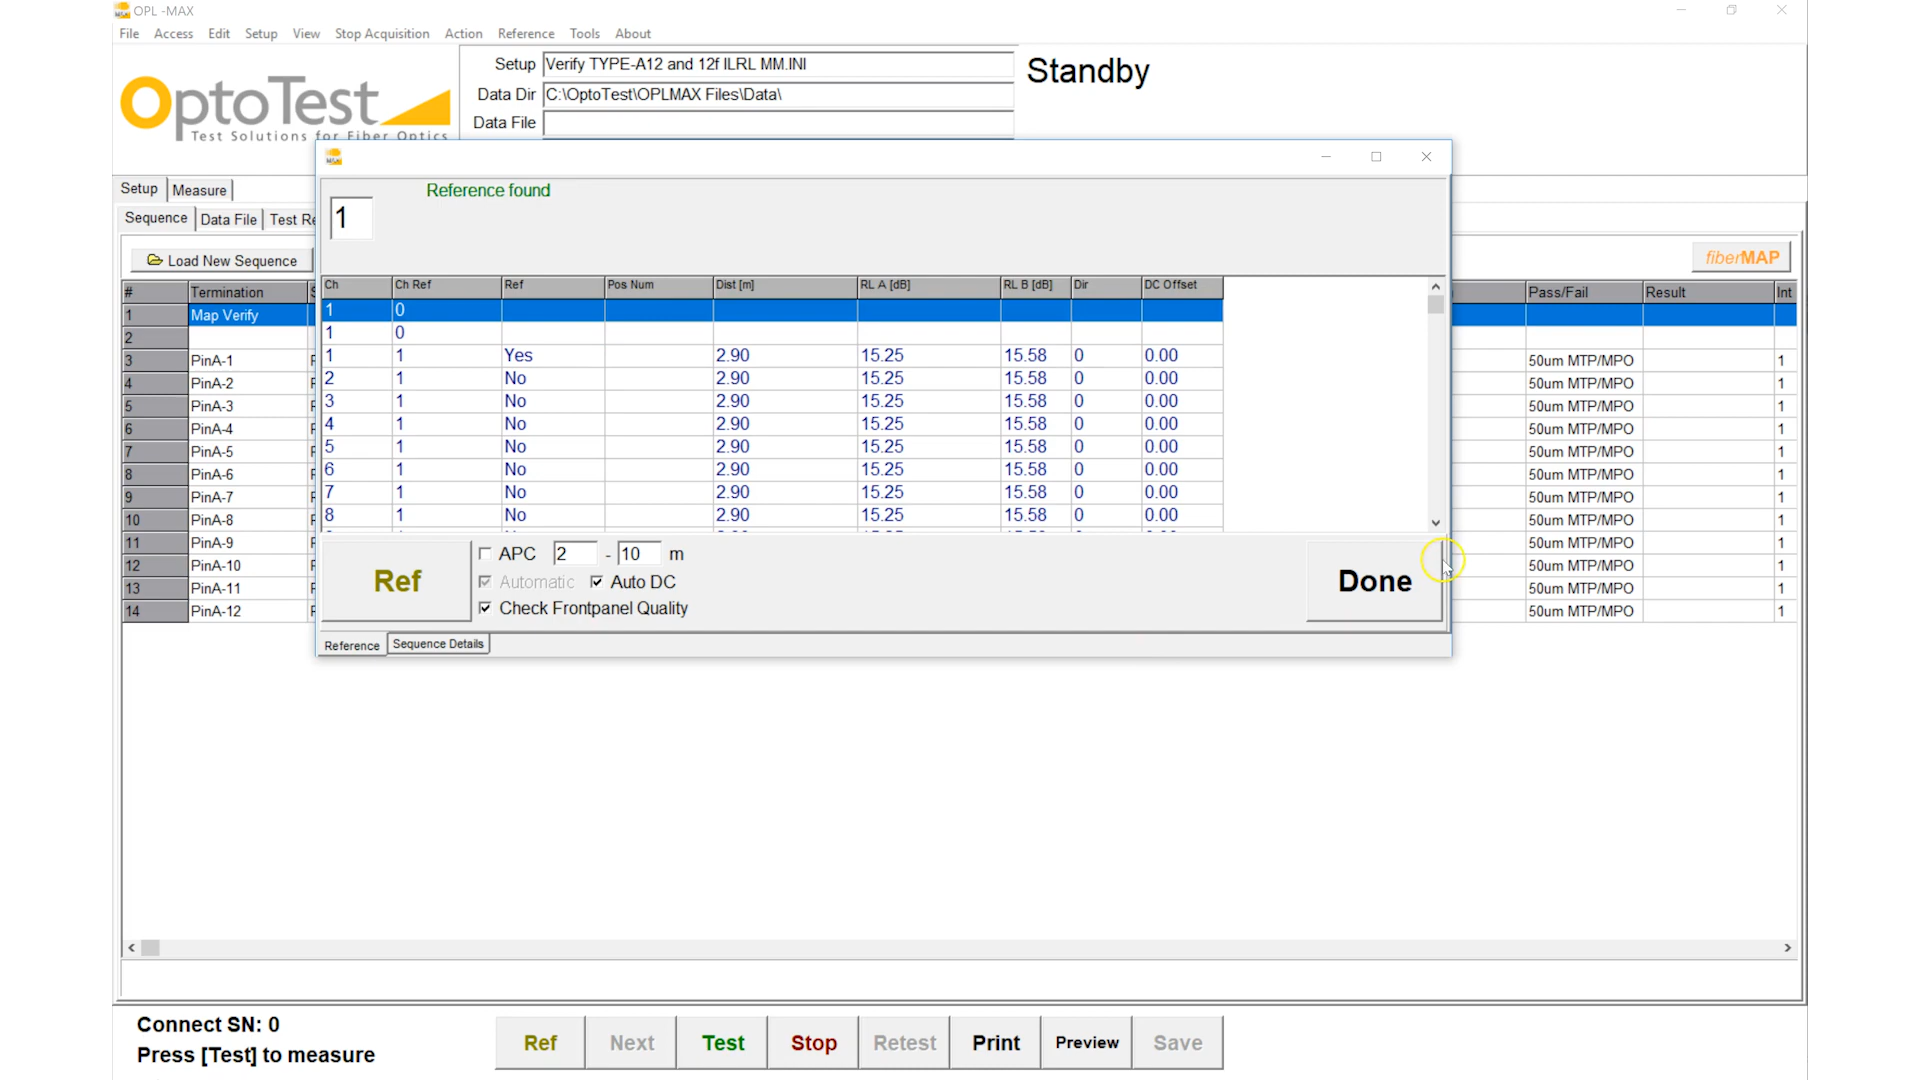 OPL -MAX
File Access Edit Setup View Stop Acquisition Action Reference Tools About
OptoTest
Test Solutions for Fiber Optics
Setup Verify TYPE-A12 and 12f ILRL MM.INI
Data Dir C:\OptoTest\OPLMAX Files\Data\
Data File
Standby
Setup Measure
Sequence Data File Test Re
Load New Sequence
fiberMAP
Reference found
1
Ch Ch Ref Ref Pos Num Dist [m] RL A [dB] RL B [dB] Dir DC Offset
1 0
1 0
1 1 Yes 2.90 15.25 15.58 0 0.00
2 1 No 2.90 15.25 15.58 0 0.00
3 1 No 2.90 15.25 15.58 0 0.00
4 1 No 2.90 15.25 15.58 0 0.00
5 1 No 2.90 15.25 15.58 0 0.00
6 1 No 2.90 15.25 15.58 0 0.00
7 1 No 2.90 15.25 15.58 0 0.00
8 1 No 2.90 15.25 15.58 0 0.00
Ref
APC 2 - 10 m
Automatic Auto DC
Check Frontpanel Quality
Done
Reference Sequence Details
# Termination Pass/Fail Result Int
1 Map Verify
2
3 PinA-1 50um MTP/MPO 1
4 PinA-2 50um MTP/MPO 1
5 PinA-3 50um MTP/MPO 1
6 PinA-4 50um MTP/MPO 1
7 PinA-5 50um MTP/MPO 1
8 PinA-6 50um MTP/MPO 1
9 PinA-7 50um MTP/MPO 1
10 PinA-8 50um MTP/MPO 1
11 PinA-9 50um MTP/MPO 1
12 PinA-10 50um MTP/MPO 1
13 PinA-11 50um MTP/MPO 1
14 PinA-12 50um MTP/MPO 1
Connect SN: 0
Press [Test] to measure
Ref Next Test Stop Retest Print Preview Save